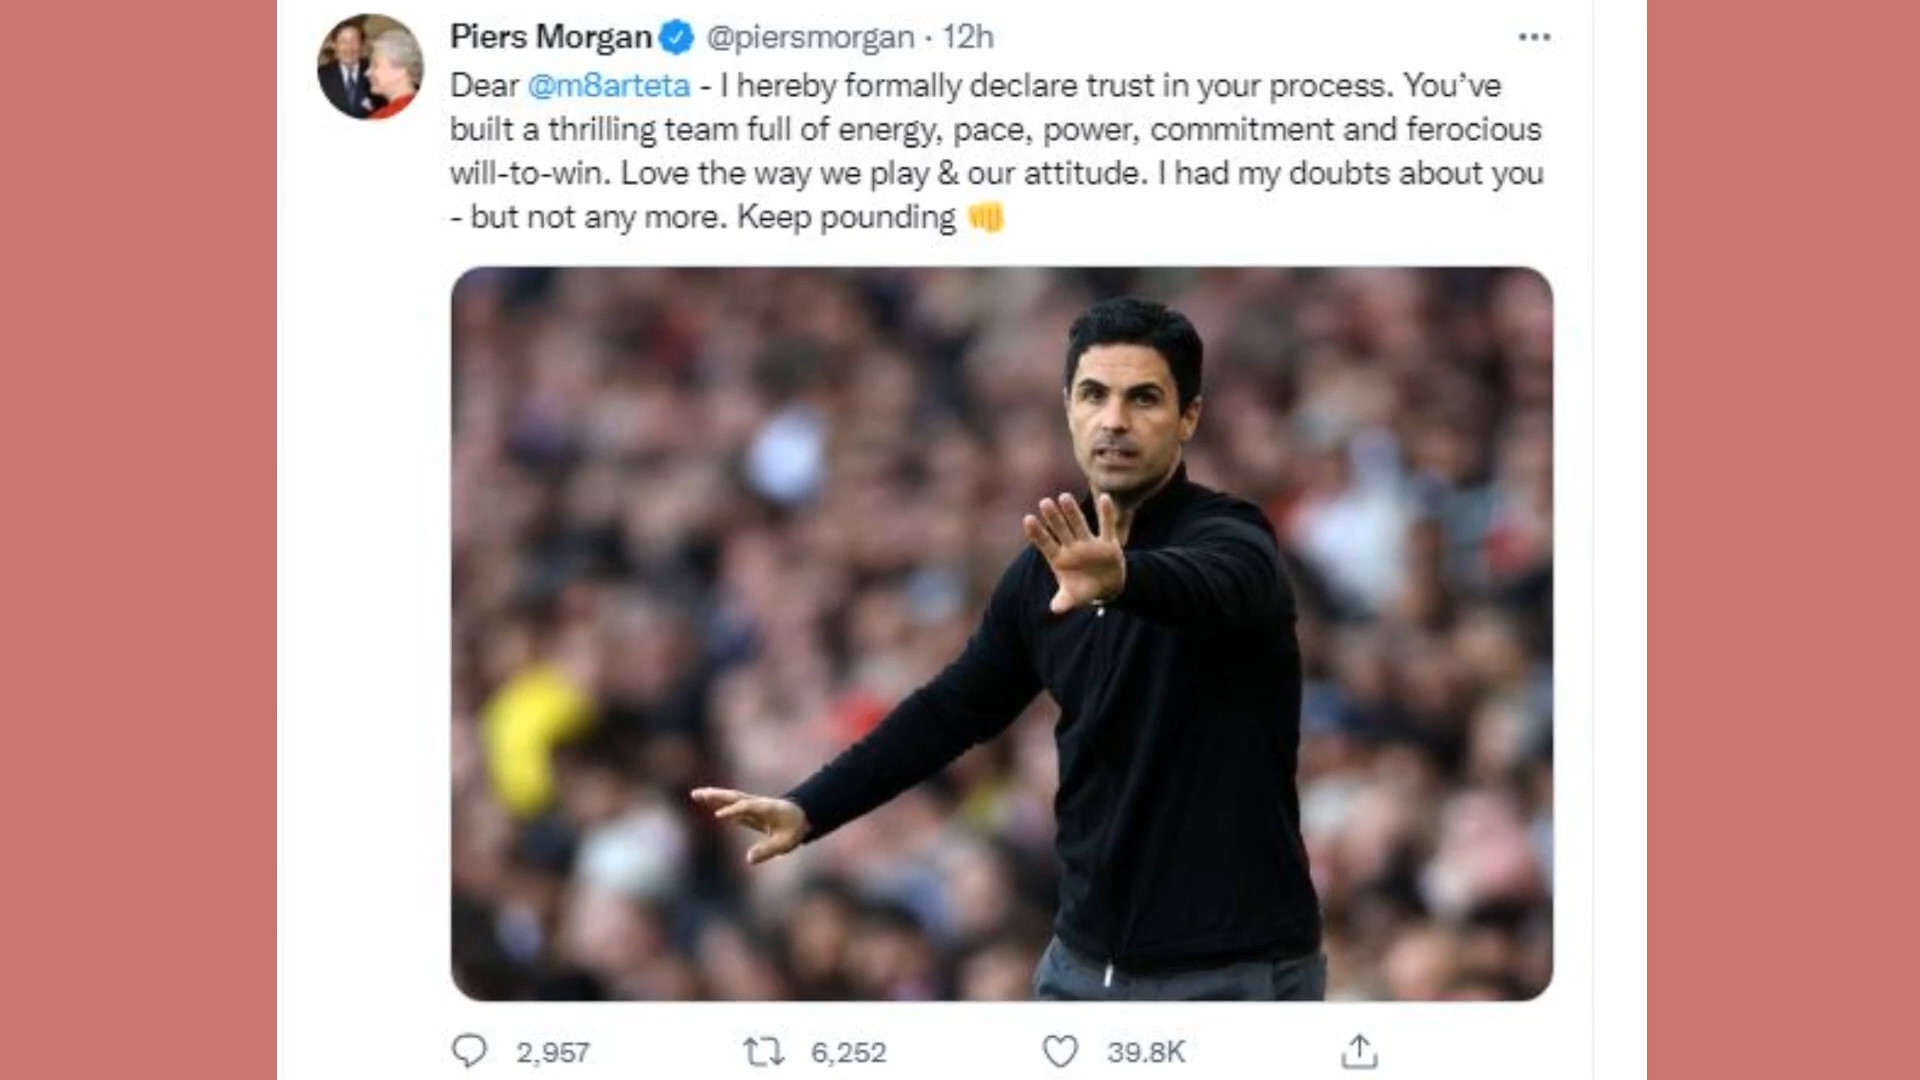 Piers Morgan @piersmorgan · 12h
Dear @m8arteta - I hereby formally declare trust in your process. You’ve
built a thrilling team full of energy, pace, power, commitment and ferocious
will-to-win. Love the way we play & our attitude. I had my doubts about you
- but not any more. Keep pounding 👊
2,957 6,252 39.8K